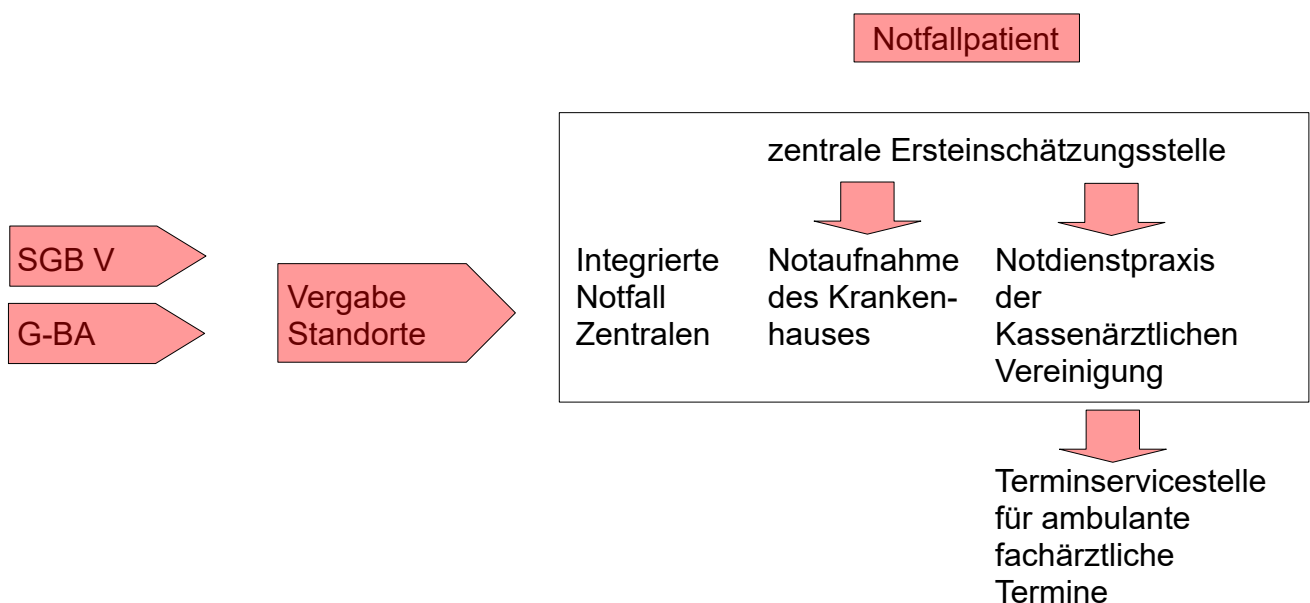 Notfallpatient
zentrale Ersteinschätzungsstelle
SGB V
G-BA
Vergabe
Standorte
Integrierte
Notfall
Zentralen
Notaufnahme
des Kranken-
hauses
Notdienstpraxis
der
Kassenärztlichen
Vereinigung
Terminservicestelle
für ambulante
fachärztliche
Termine